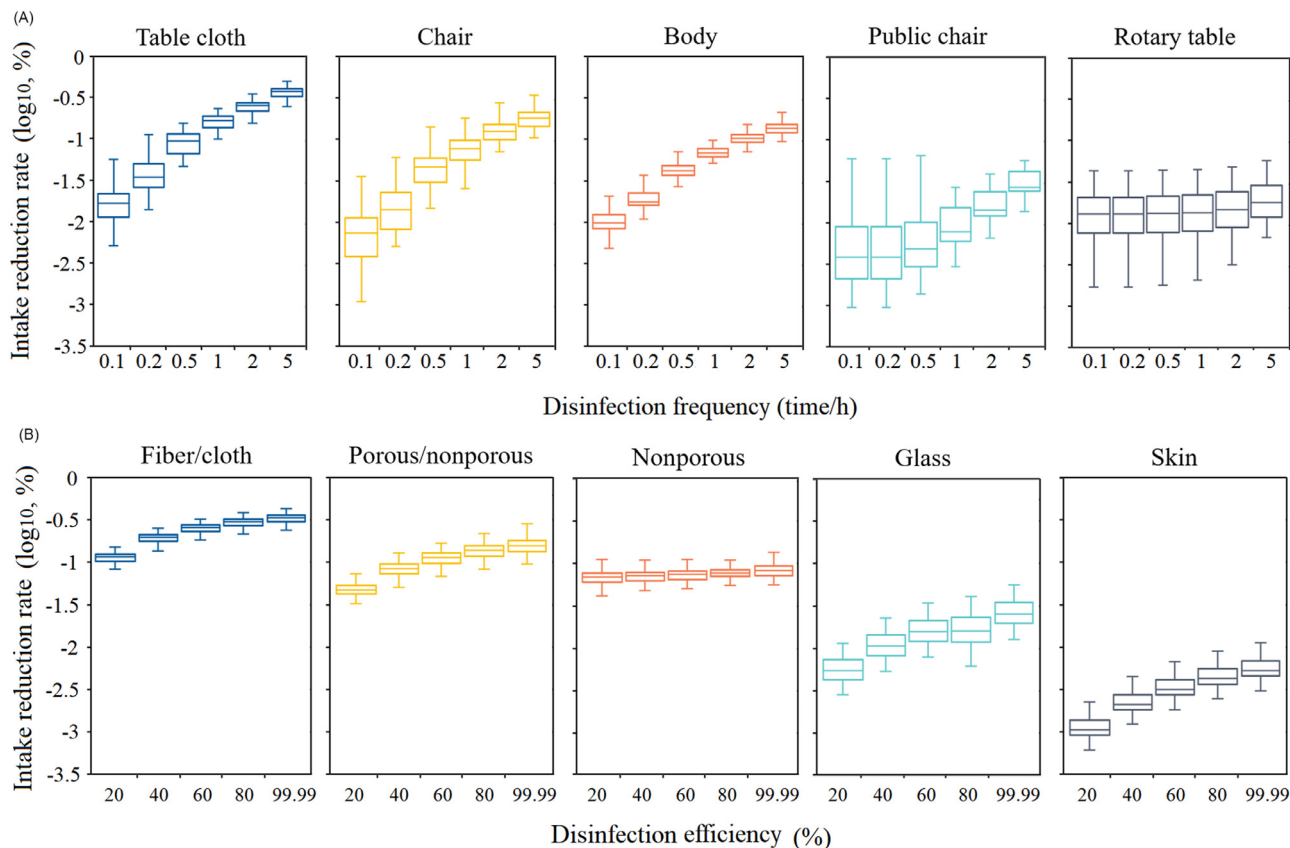 (A)
Table cloth Chair Body Public chair Rotary table
Intake reduction rate (log10, %)
0
-0.5
-1
-1.5
-2
-2.5
-3
-3.5
0.1 0.2 0.5 1 2 5 0.1 0.2 0.5 1 2 5 0.1 0.2 0.5 1 2 5 0.1 0.2 0.5 1 2 5 0.1 0.2 0.5 1 2 5
Disinfection frequency (time/h)
(B)
Fiber/cloth Porous/nonporous Nonporous Glass Skin
Intake reduction rate (log10, %)
0
-0.5
-1
-1.5
-2
-2.5
-3
-3.5
20 40 60 80 99.99 20 40 60 80 99.99 20 40 60 80 99.99 20 40 60 80 99.99 20 40 60 80 99.99
Disinfection efficiency (%)